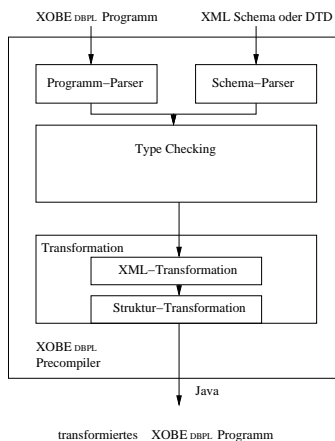 XOBE DBPL Programm
XML Schema oder DTD
Programm–Parser
Schema–Parser
Type Checking
Transformation
XML–Transformation
Struktur–Transformation
XOBE DBPL
Precompiler
Java
transformiertes XOBE DBPL Programm